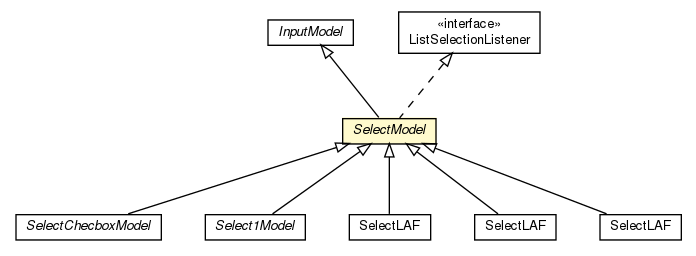 InputModel
«interface»
ListSelectionListener
SelectModel
SelectChecboxModel
Select1Model
SelectLAF
SelectLAF
SelectLAF